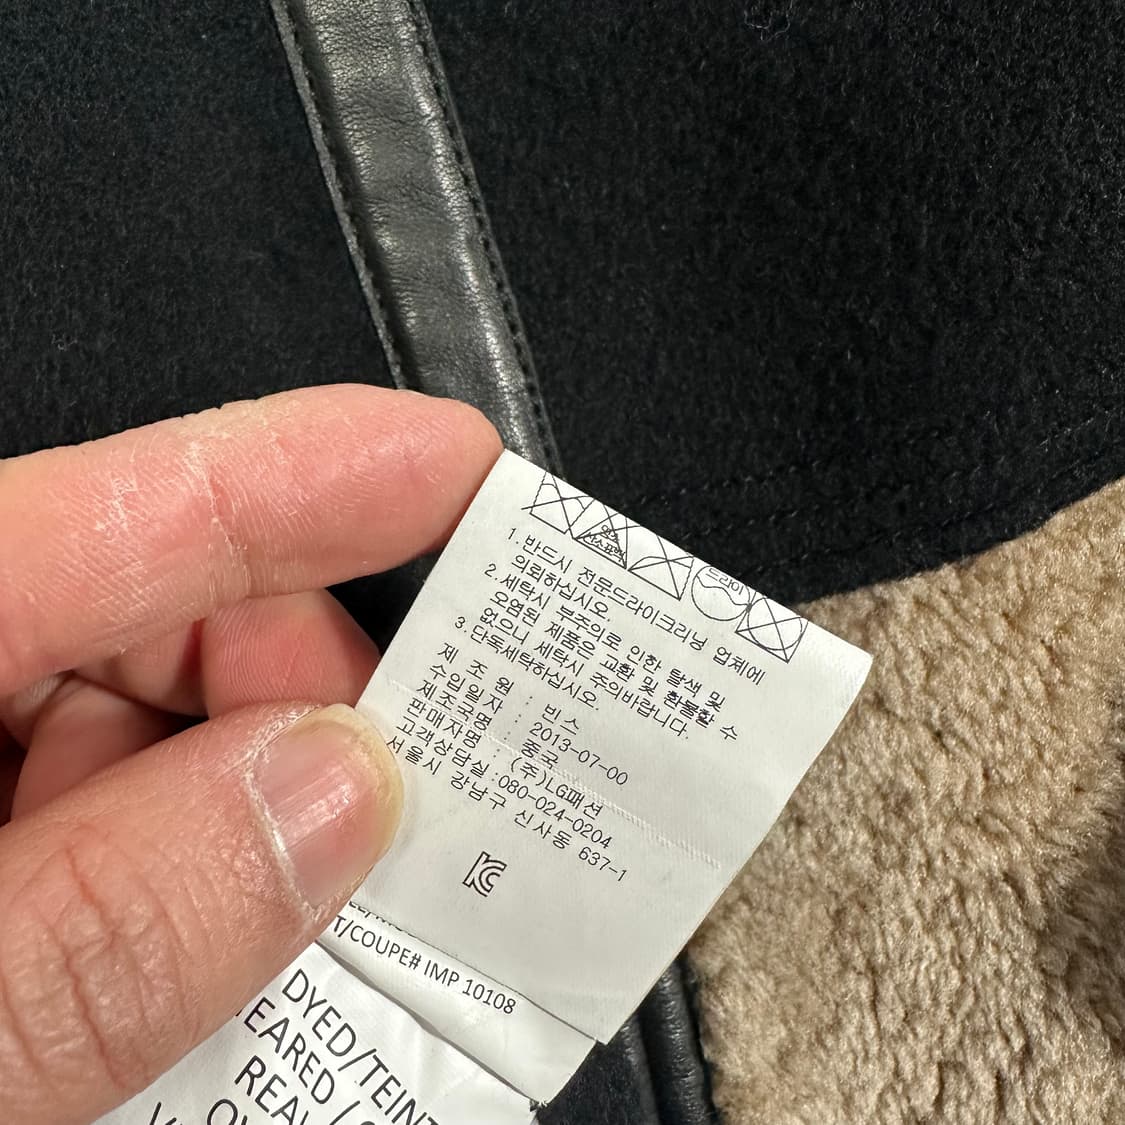 염소
산소표백
드라이
1.반드시 전문드라이크리닝 업체에
의뢰하십시오.
2.세탁시 부주의로 인한 탈색 및
오염된 제품은 교환 및 환불할 수
없으니 세탁시 주의바랍니다.
3.단독세탁하십시오.
제 조 원 : 빈스
수입일자 : 2013-07-00
제조국명 : 중국
판매자명 : (주)LG패션
고객상담실:080-024-0204
서울시 강남구 신사동 637-1
T/COUPE# IMP 10108
DYED/TEINT
EARED /
REAL